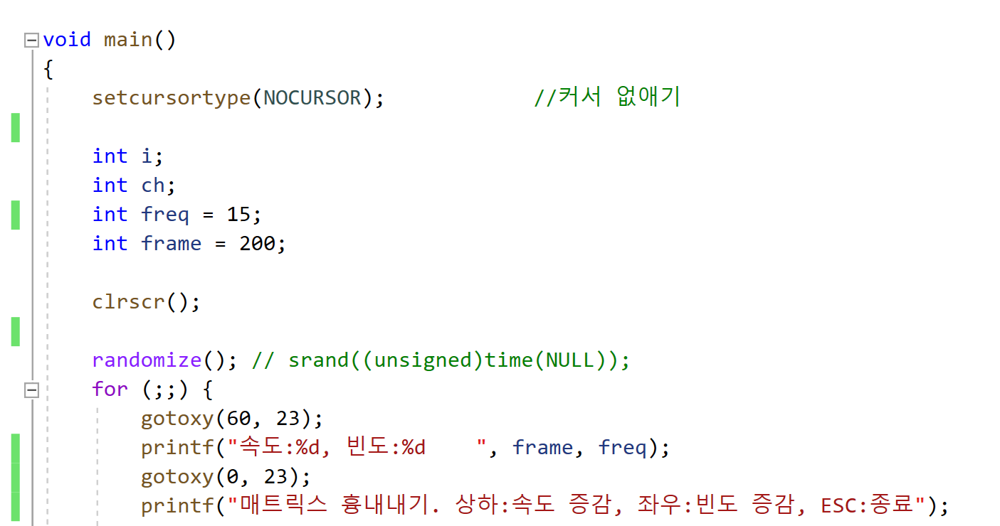 void main()
{
    setcursortype(NOCURSOR);            //커서 없애기

    int i;
    int ch;
    int freq = 15;
    int frame = 200;

    clrscr();

    randomize(); // srand((unsigned)time(NULL));
    for (;;) {
        gotoxy(60, 23);
        printf("속도:%d, 빈도:%d    ", frame, freq);
        gotoxy(0, 23);
        printf("매트릭스 흉내내기. 상하:속도 증감, 좌우:빈도 증감, ESC:종료");